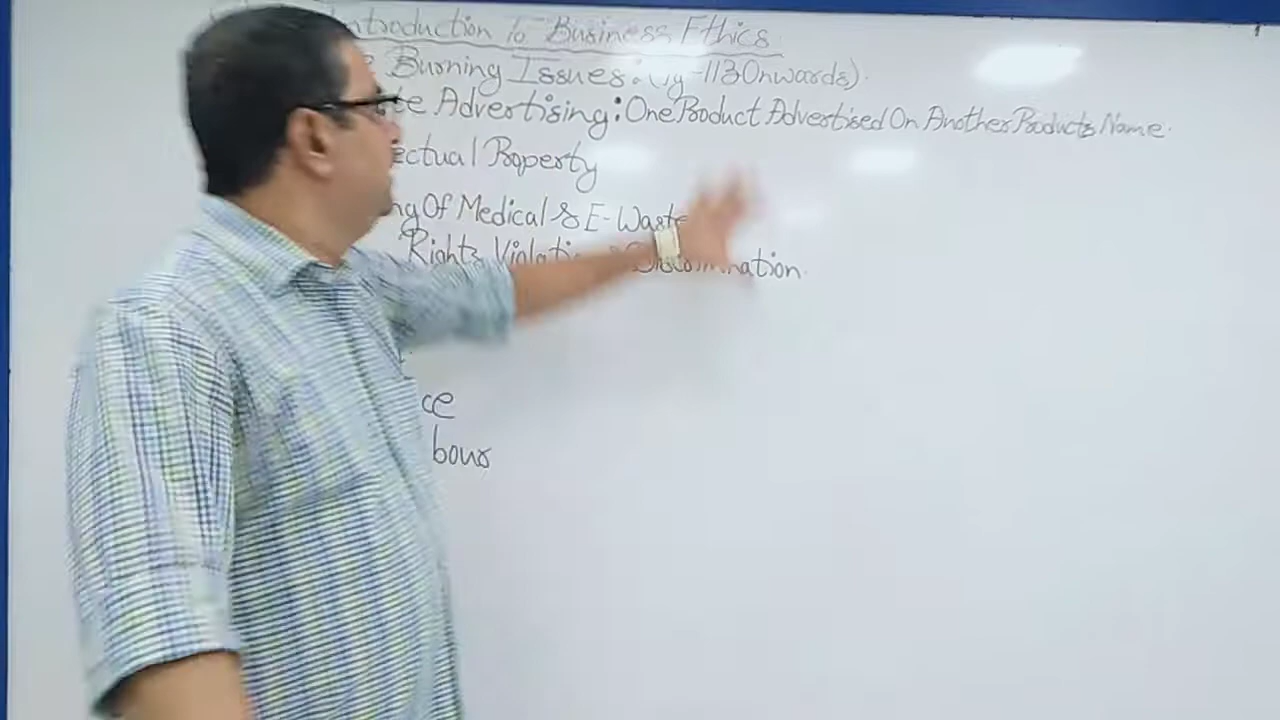 Introduction to Business Ethics
Burning Issues: (Pg-113 Onwards).
Advertising: One Product Advertised On Another Products Name.
ectual Property
ng Of Medical & E-Waste
Rights Violation & Discrimination.
ce
bour